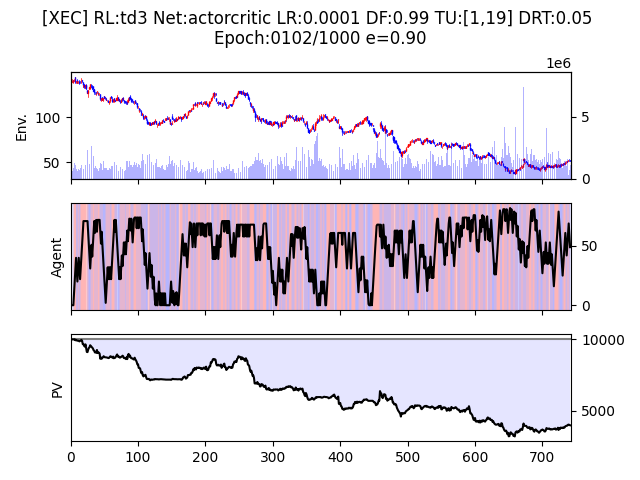 [XEC] RL:td3 Net:actorcritic LR:0.0001 DF:0.99 TU:[1,19] DRT:0.05
Epoch:0102/1000 e=0.90
1e6
Env.
100
50
5
0
Agent
50
0
PV
10000
5000
0 100 200 300 400 500 600 700